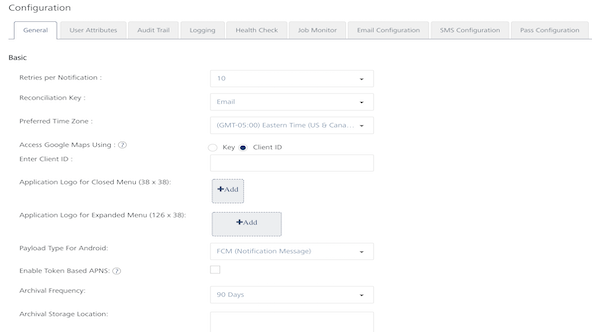 Configuration
General User Attributes Audit Trail Logging Health Check Job Monitor Email Configuration SMS Configuration Pass Configuration
Basic
Retries per Notification : 10
Reconciliation Key : Email
Preferred Time Zone : (GMT-05:00) Eastern Time (US & Cana...
Access Google Maps Using : ? Key Client ID
Enter Client ID :
Application Logo for Closed Menu (38 x 38): +Add
Application Logo for Expanded Menu (126 x 38): +Add
Payload Type For Android: FCM (Notification Message)
Enable Token Based APNS: ?
Archival Frequency: 90 Days
Archival Storage Location: